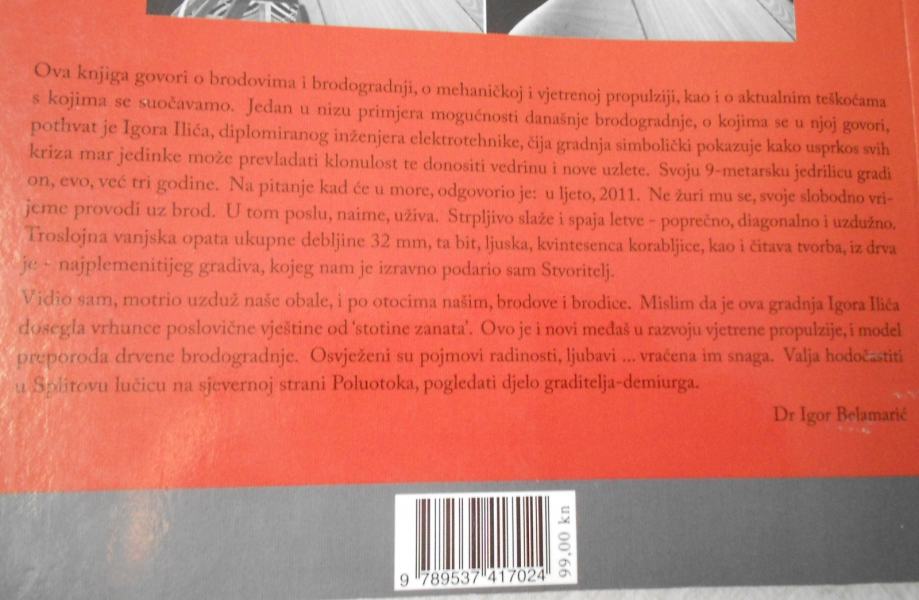 Ova knjiga govori o brodovima i brodogradnji, o mehaničkoj i vjetrenoj propulziji, kao i o aktualnim teškoćama
s kojima se suočavamo. Jedan u nizu primjera mogućnosti današnje brodogradnje, o kojima se u njoj govori,
pothvat je Igora Ilića, diplomiranog inženjera elektrotehnike, čija gradnja simbolički pokazuje kako usprkos svih
kriza mar jedinke može prevladati klonulost te donositi vedrinu i nove uzlete. Svoju 9-metarsku jedrilicu gradi
on, evo, već tri godine. Na pitanje kad će u more, odgovorio je: u ljeto, 2011. Ne žuri mu se, svoje slobodno vri-
jeme provodi uz brod. U tom poslu, naime, uživa. Strpljivo slaže i spaja letve - poprečno, diagonalno i uzdužno.
Troslojna vanjska opata ukupne debljine 32 mm, ta bit, ljuska, kvintesenca korabljice, kao i čitava tvorba, iz drva
je - najplemenitijeg gradiva, kojeg nam je izravno podario sam Stvoritelj.
Vidio sam, motrio uzduž naše obale, i po otocima našim, brodove i brodice. Mislim da je ova gradnja Igora Ilića
dosegla vrhunce poslovične vještine od 'stotine zanata'. Ovo je i novi međaš u razvoju vjetrene propulzije, i model
preporoda drvene brodogradnje. Osvježeni su pojmovi radinosti, ljubavi ... vraćena im snaga. Valja hodočastiti
u Splitovu lučicu na sjevernoj strani Poluotoka, pogledati djelo graditelja-demiurga.
Dr Igor Belamarić
99,00 kn
9 789537 417024